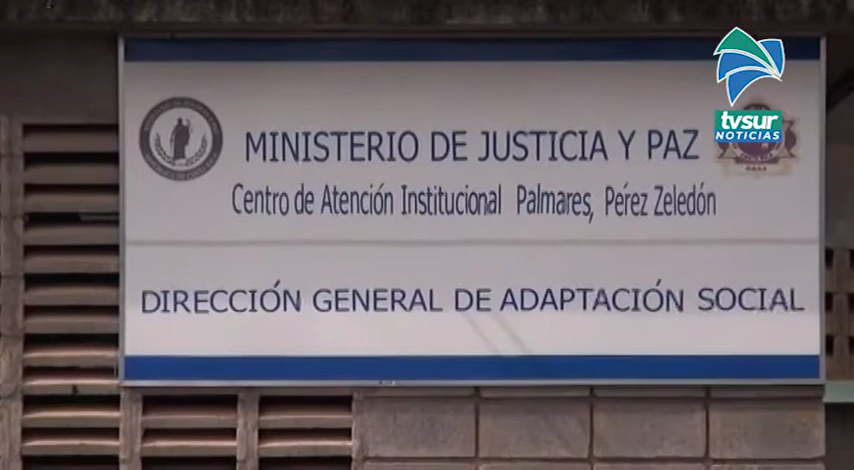 tvsur
NOTICIAS
MINISTERIO DE JUSTICIA Y PAZ
Centro de Atención Institucional Palmares, Pérez Zeledón
DIRECCIÓN GENERAL DE ADAPTACIÓN SOCIAL